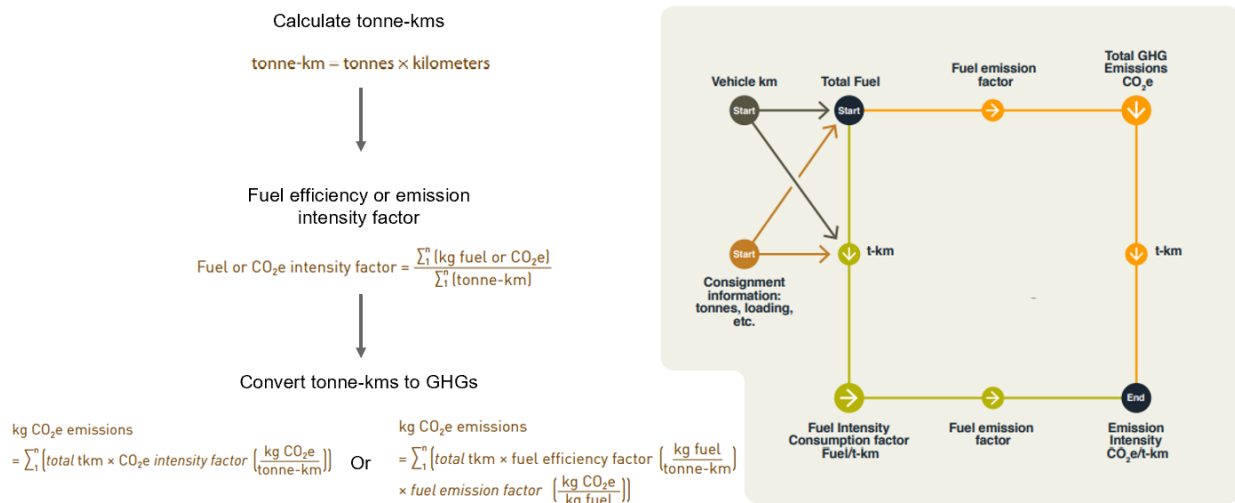 Calculate tonne-kms
tonne-km = tonnes × kilometers
Fuel efficiency or emission
intensity factor
Fuel or CO₂e intensity factor = ∑₁ⁿ (kg fuel or CO₂e) / ∑₁ⁿ (tonne-km)
Convert tonne-kms to GHGs
kg CO₂e emissions
= ∑₁ⁿ (total tkm × CO₂e intensity factor (kg CO₂e / tonne-km))
Or
kg CO₂e emissions
= ∑₁ⁿ (total tkm × fuel efficiency factor (kg fuel / tonne-km)
× fuel emission factor (kg CO₂e / kg fuel))
Vehicle km
Total Fuel
Fuel emission
factor
Total GHG
Emissions
CO₂e
Start
Start
Start
t-km
t-km
Consignment
information:
tonnes, loading,
etc.
End
Fuel Intensity
Consumption factor
Fuel/t-km
Fuel emission
factor
Emission
Intensity
CO₂e/t-km